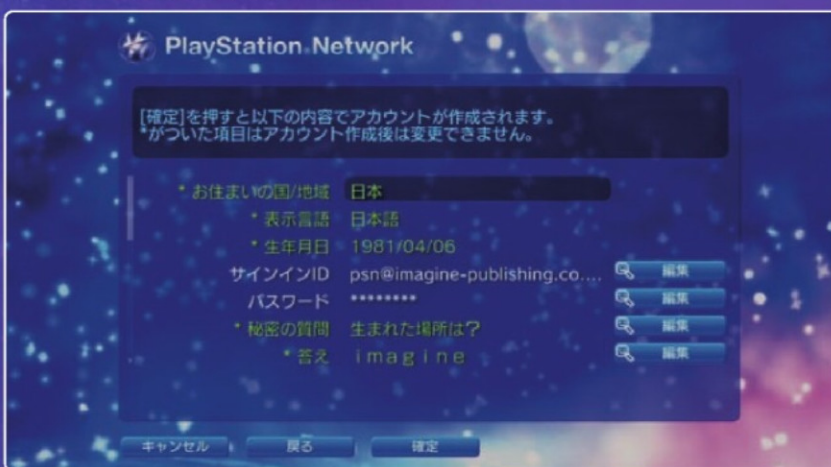 PlayStation Network
[確定]を押すと以下の内容でアカウントが作成されます。
*がついた項目はアカウント作成後は変更できません。
* お住まいの国/地域 日本
* 表示言語 日本語
* 生年月日 1981/04/06
サインインID psn@imagine-publishing.co.... 編集
パスワード ******** 編集
* 秘密の質問 生まれた場所は? 編集
* 答え imagine 編集
キャンセル 戻る 確定